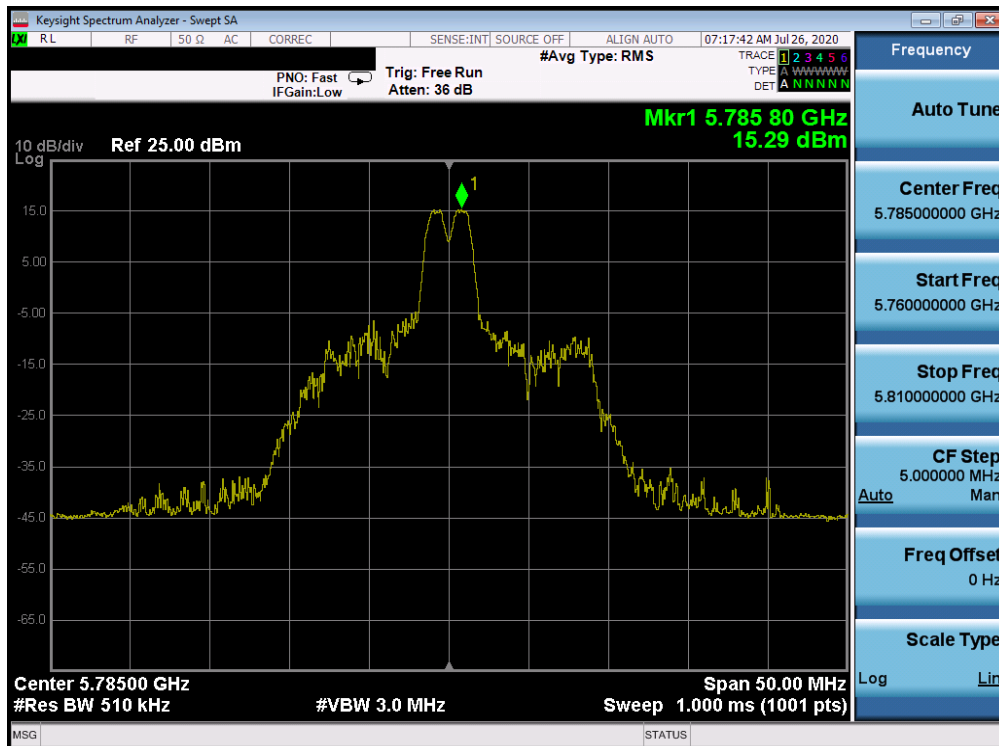 Keysight Spectrum Analyzer - Swept SA
LXI RL RF 50 Ω AC CORREC SENSE:INT SOURCE OFF ALIGN AUTO 07:17:42 AM Jul 26, 2020
Frequency
#Avg Type: RMS
TRACE 1 2 3 4 5 6
PNO: Fast
Trig: Free Run
TYPE A WWWWW
IFGain:Low
Atten: 36 dB
DET A N N N N N
Auto Tune
Mkr1 5.785 80 GHz
15.29 dBm
10 dB/div
Log
Ref 25.00 dBm
1
15.0
5.00
-5.00
-15.0
-25.0
-35.0
-45.0
-55.0
-65.0
Center Freq
5.785000000 GHz
Start Freq
5.760000000 GHz
Stop Freq
5.810000000 GHz
CF Step
5.000000 MHz
Auto Man
Freq Offset
0 Hz
Scale Type
Log Lin
Center 5.78500 GHz
Span 50.00 MHz
#Res BW 510 kHz
#VBW 3.0 MHz
Sweep 1.000 ms (1001 pts)
MSG
STATUS